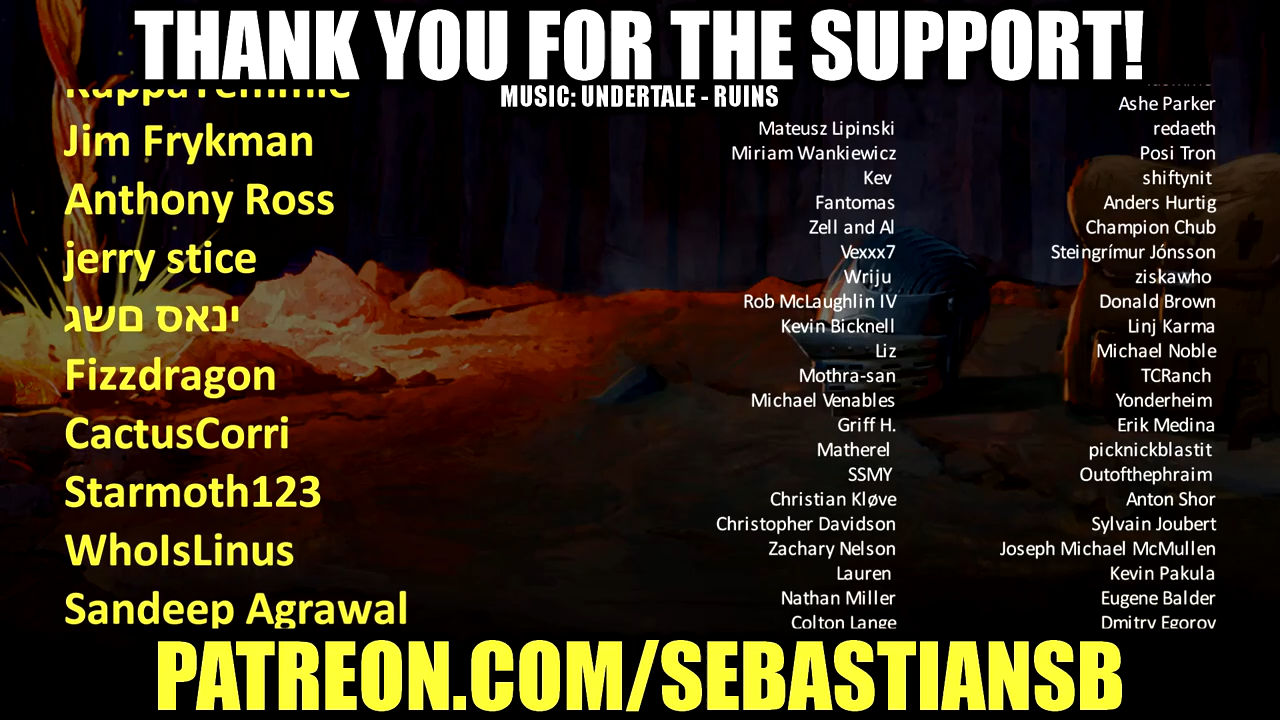 THANK YOU FOR THE SUPPORT!
MUSIC: UNDERTALE - RUINS
KappaTemmie
Jim Frykman
Anthony Ross
jerry stice
גשם סאני
Fizzdragon
CactusCorri
Starmoth123
WhoIsLinus
Sandeep Agrawal
Mateusz Lipinski
Miriam Wankiewicz
Kev
Fantomas
Zell and Al
Vexxx7
Wriju
Rob McLaughlin IV
Kevin Bicknell
Liz
Mothra-san
Michael Venables
Griff H.
Matherel
SSMY
Christian Kløve
Christopher Davidson
Zachary Nelson
Lauren
Nathan Miller
Colton Lange
Ashe Parker
redaeth
Posi Tron
shiftynit
Anders Hurtig
Champion Chub
Steingrímur Jónsson
ziskawho
Donald Brown
Linj Karma
Michael Noble
TCRanch
Yonderheim
Erik Medina
picknickblastit
Outofthephraim
Anton Shor
Sylvain Joubert
Joseph Michael McMullen
Kevin Pakula
Eugene Balder
Dmitry Egorov
PATREON.COM/SEBASTIANSB